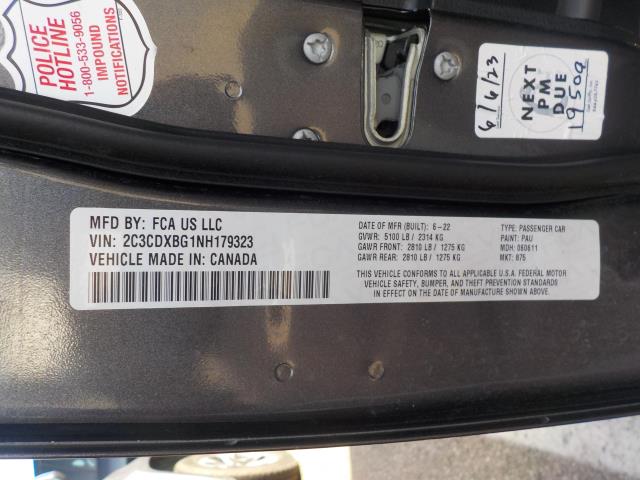 POLICE
HOTLINE
1-800-533-9056
IMPOUND
NOTIFICATIONS
6/6/23
NEXT
PM
DUE
19509
MFD BY: FCA US LLC
VIN: 2C3CDXBG1NH179323
VEHICLE MADE IN: CANADA
DATE OF MFR (BUILT): 6-22
GVWR: 5100 LB / 2314 KG
GAWR FRONT: 2810 LB / 1275 KG
GAWR REAR: 2810 LB / 1275 KG
TYPE: PASSENGER CAR
PAINT: PAU
MDH: 060611
MKT: 875
THIS VEHICLE CONFORMS TO ALL APPLICABLE U.S.A. FEDERAL MOTOR
VEHICLE SAFETY, BUMPER, AND THEFT PREVENTION STANDARDS
IN EFFECT ON THE DATE OF MANUFACTURE SHOWN ABOVE.